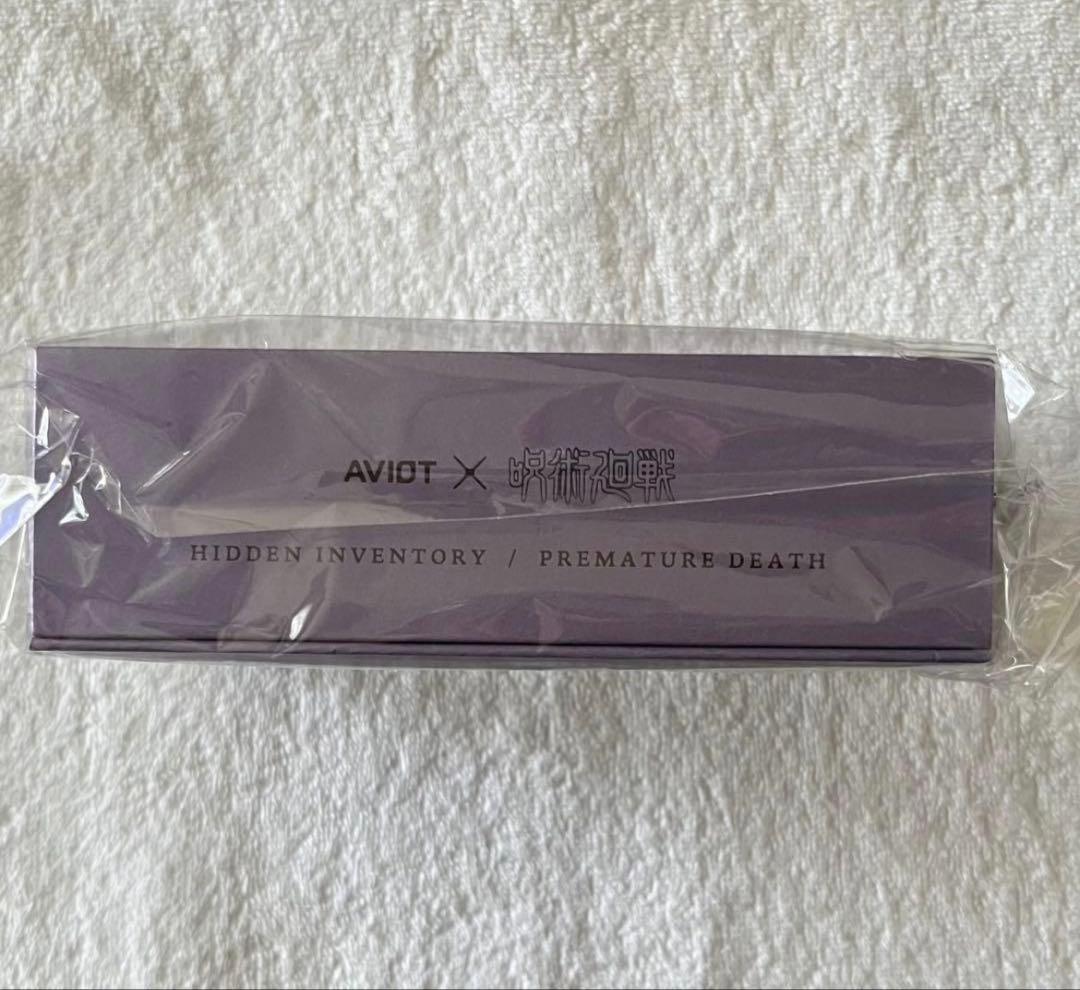 AVIOT × 呪術廻戦
HIDDEN INVENTORY / PREMATURE DEATH